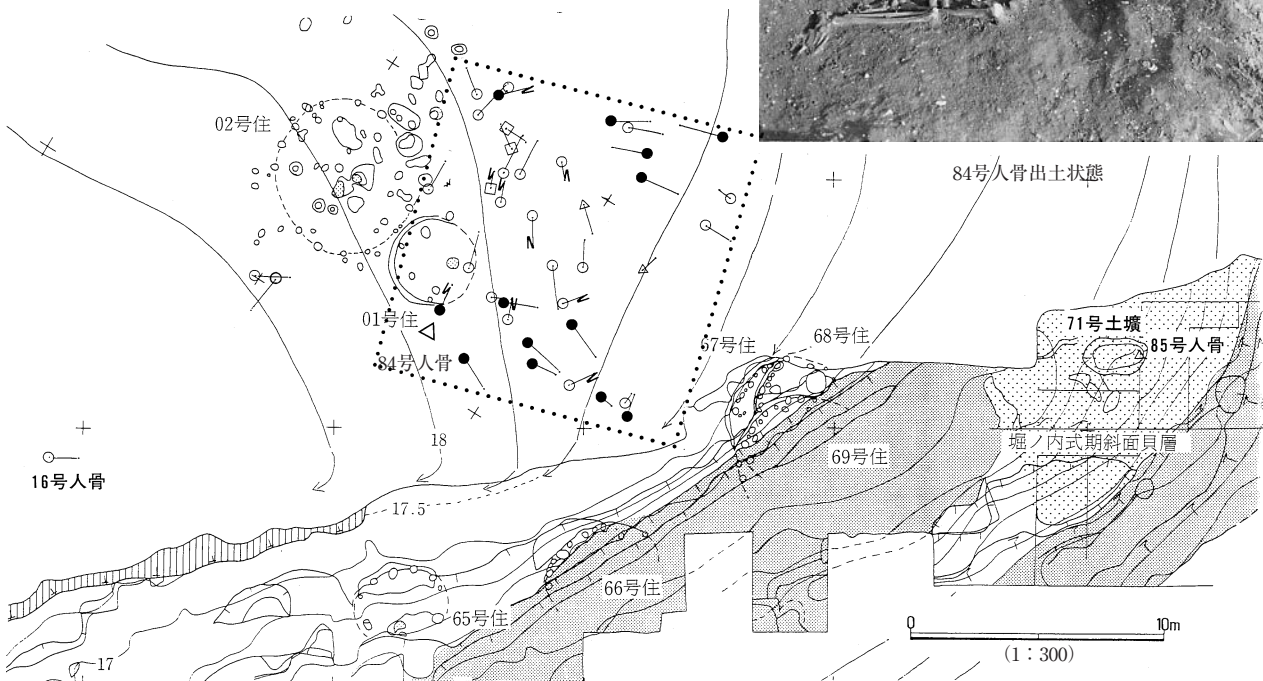 02号住
84号人骨出土状態
01号住
84号人骨
67号住
68号住
71号土壙
85号人骨
18
69号住
堀ノ内式期斜面貝層
16号人骨
17.5
66号住
65号住
0
10m
(1：300)
17